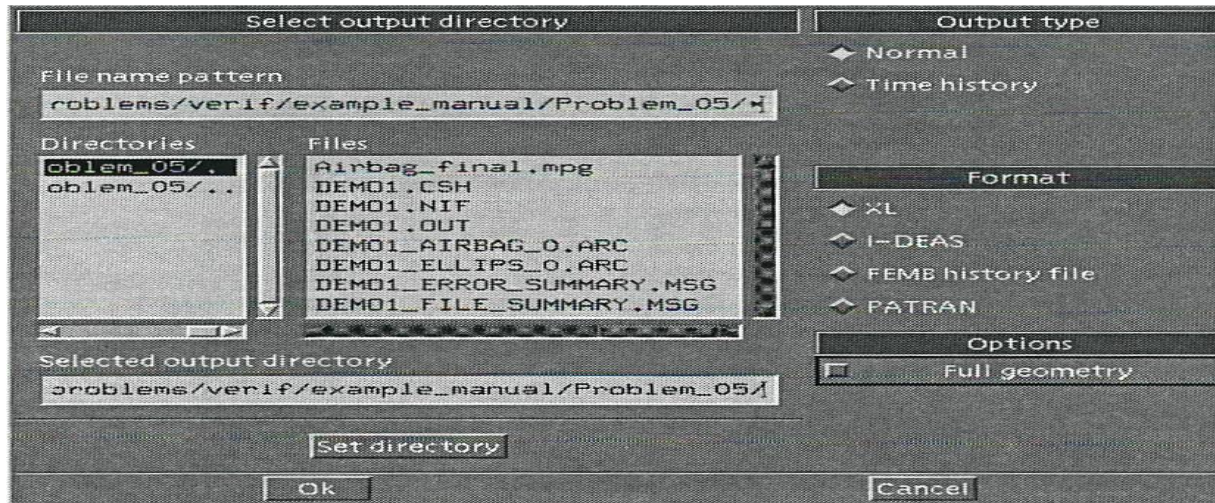 Select output directory
File name pattern
roblems/verif/example_manual/Problem_05/*
Directories
oblem_05/.
oblem_05/..
Files
Airbag_final.mpg
DEMO1.CSH
DEMO1.NIF
DEMO1.OUT
DEMO1_AIRBAG_0.ARC
DEMO1_ELLIPS_0.ARC
DEMO1_ERROR_SUMMARY.MSG
DEMO1_FILE_SUMMARY.MSG
Selected output directory
problems/verif/example_manual/Problem_05/
Set directory
Ok
Output type
Normal
Time history
Format
XL
I-DEAS
FEMB history file
PATRAN
Options
Full geometry
Cancel